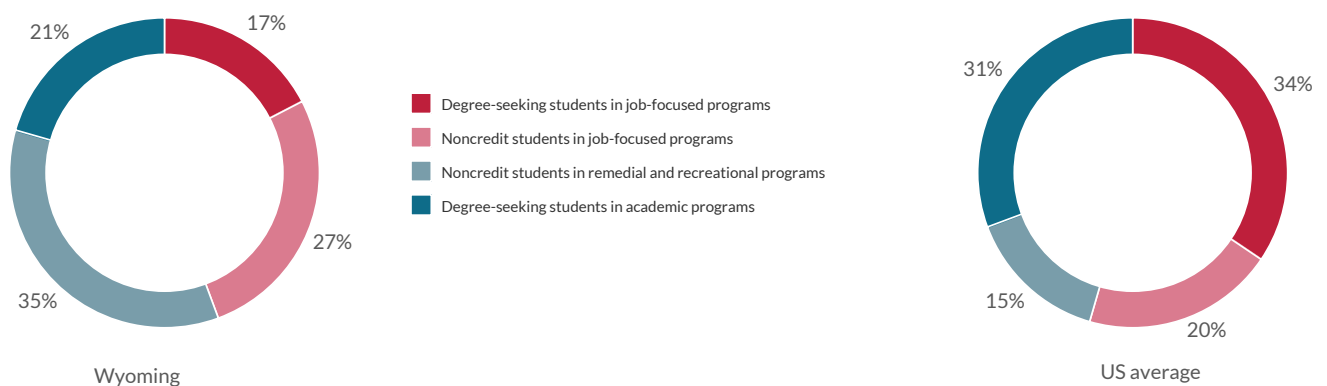 21%
17%
27%
35%
Wyoming
Degree-seeking students in job-focused programs
Noncredit students in job-focused programs
Noncredit students in remedial and recreational programs
Degree-seeking students in academic programs
31%
34%
15%
20%
US average